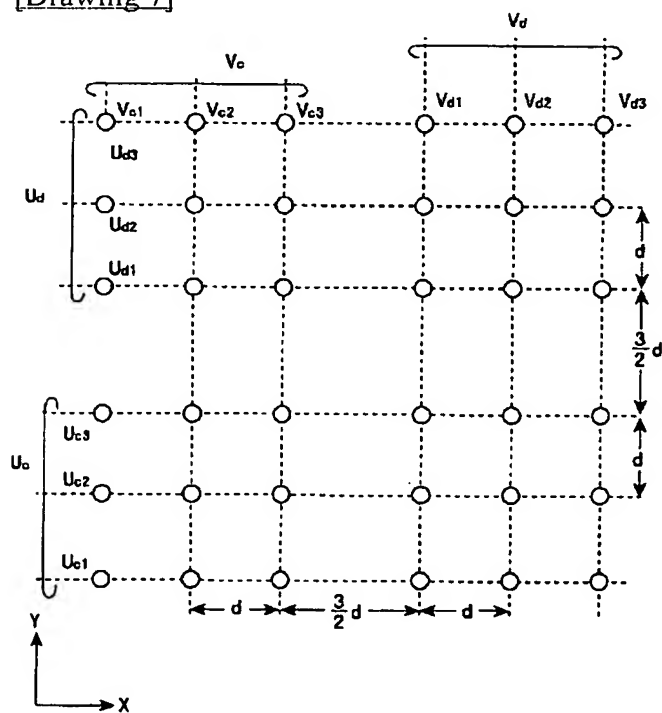 [Drawing 7]
Vd
Vc
Vc1 Vc2 Vc3 Vd1 Vd2 Vd3
Ud3
Ud
Ud2
d
Ud1
3/2 d
Uc3
Uc
Uc2
d
Uc1
d 3/2 d d
Y
X